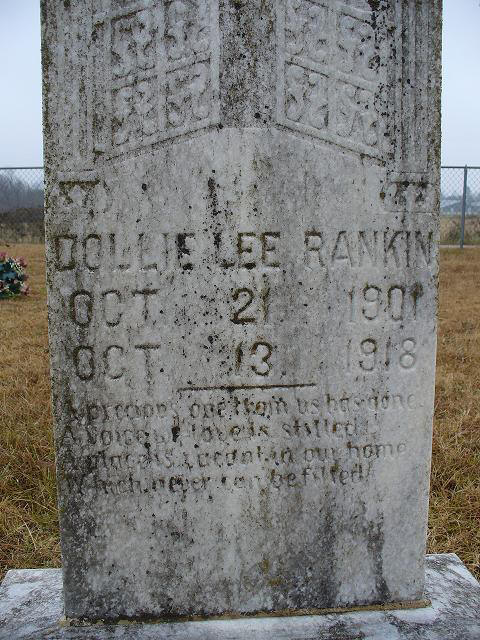 DOLLIE LEE RANKIN
OCT. 21 1901
OCT. 13 1918
A precious one from us has gone
A voice we loved is stilled
A place is vacant in our home
Which never can be filled